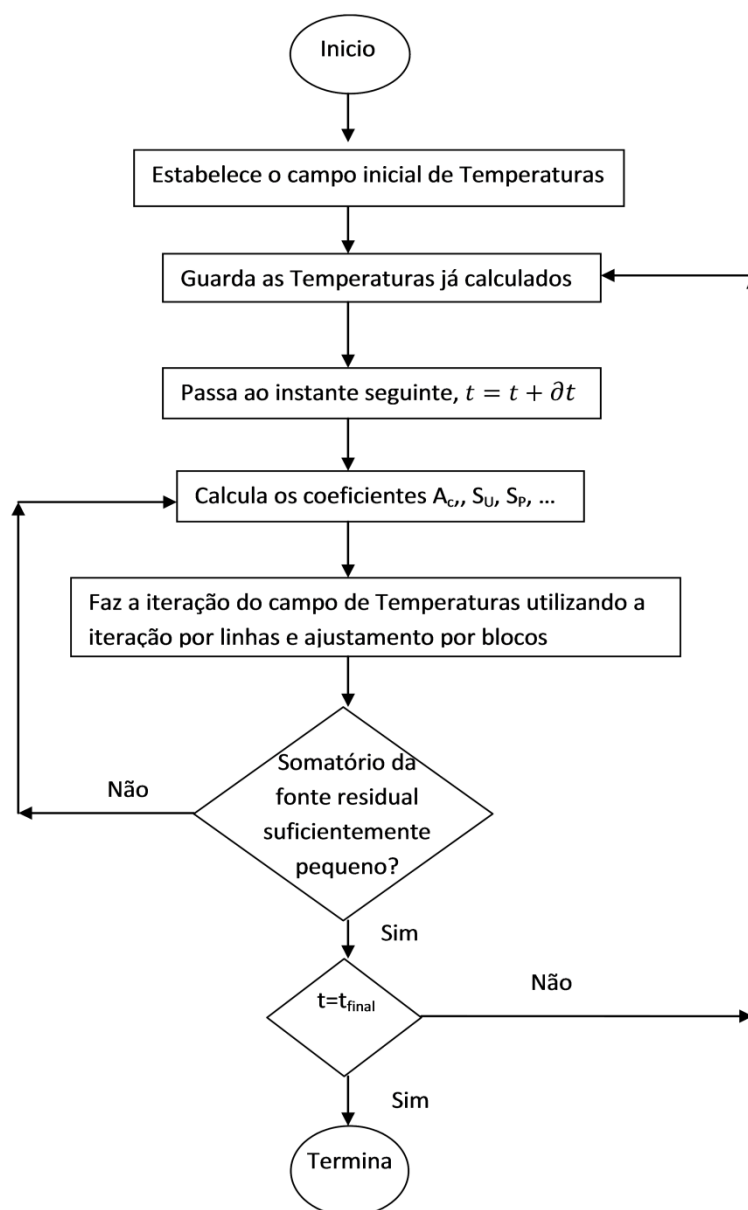 Inicio
Estabelece o campo inicial de Temperaturas
Guarda as Temperaturas já calculados
Passa ao instante seguinte, t = t + ∂t
Calcula os coeficientes Ac,, SU, SP, ...
Faz a iteração do campo de Temperaturas utilizando a
iteração por linhas e ajustamento por blocos
Somatório da
fonte residual
suficientemente
pequeno?
Não
Sim
t=tfinal
Não
Sim
Termina